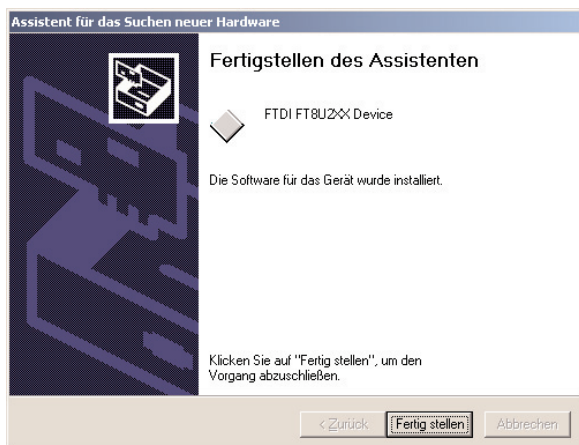 Assistent für das Suchen neuer Hardware
Fertigstellen des Assistenten
FTDI FT8U2XX Device
Die Software für das Gerät wurde installiert.
Klicken Sie auf "Fertig stellen", um den
Vorgang abzuschließen.
< Zurück
Fertig stellen
Abbrechen